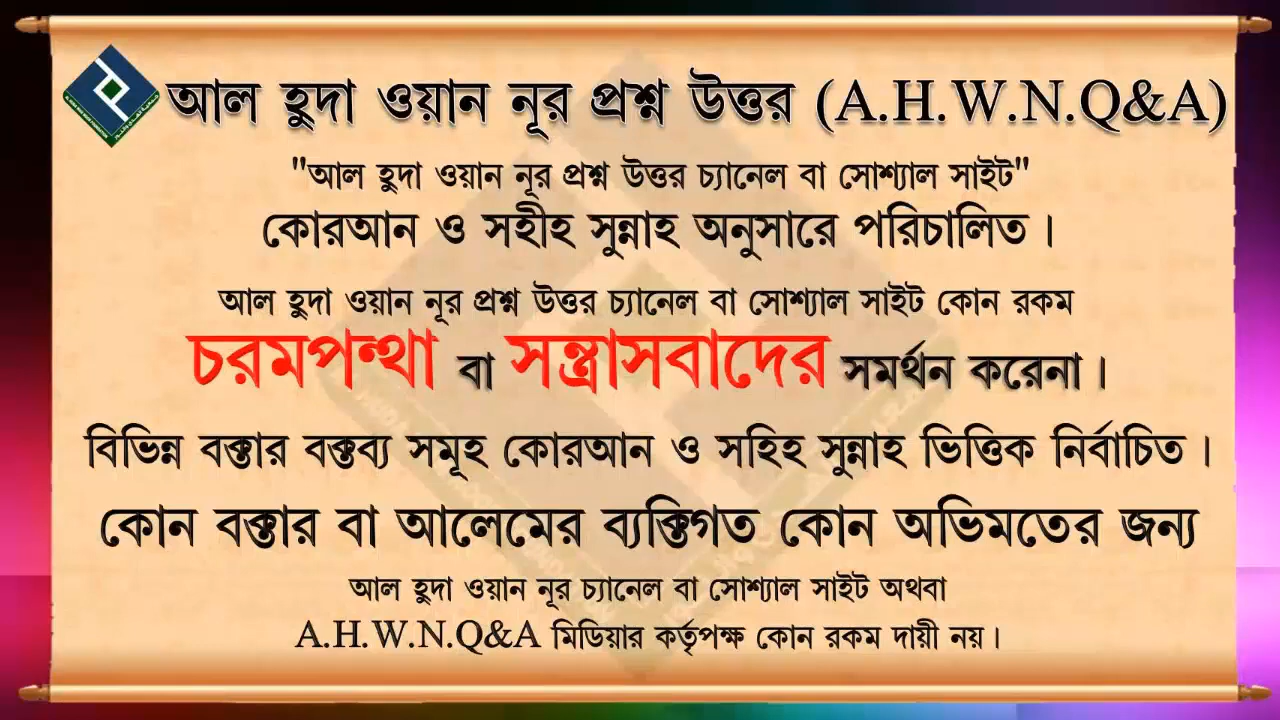 আল হুদা ওয়ান নূর প্রশ্ন উত্তর (A.H.W.N.Q&A)
"আল হুদা ওয়ান নূর প্রশ্ন উত্তর চ্যানেল বা সোশ্যাল সাইট"
কোরআন ও সহীহ সুন্নাহ অনুসারে পরিচালিত।
আল হুদা ওয়ান নূর প্রশ্ন উত্তর চ্যানেল বা সোশ্যাল সাইট কোন রকম
চরমপন্থা বা সন্ত্রাসবাদের সমর্থন করেনা।
বিভিন্ন বক্তার বক্তব্য সমূহ কোরআন ও সহিহ সুন্নাহ ভিত্তিক নির্বাচিত।
কোন বক্তার বা আলেমের ব্যক্তিগত কোন অভিমতের জন্য
আল হুদা ওয়ান নূর চ্যানেল বা সোশ্যাল সাইট অথবা
A.H.W.N.Q&A মিডিয়ার কর্তৃপক্ষ কোন রকম দায়ী নয়।